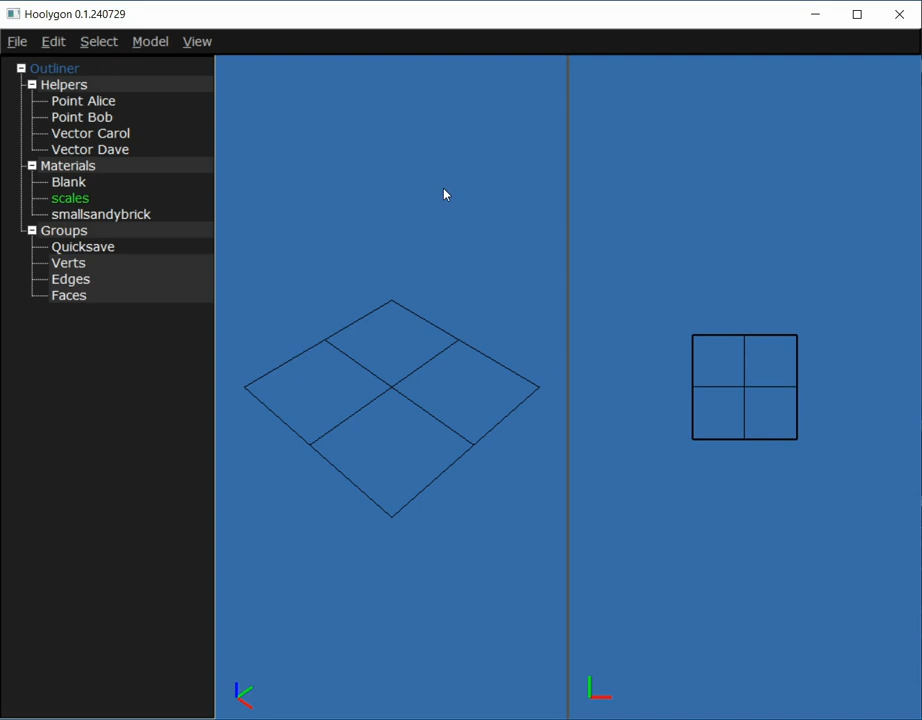 Hoolygon 0.1.240729
File Edit Select Model View
Outliner
Helpers
Point Alice
Point Bob
Vector Carol
Vector Dave
Materials
Blank
scales
smallsandybrick
Groups
Quicksave
Verts
Edges
Faces